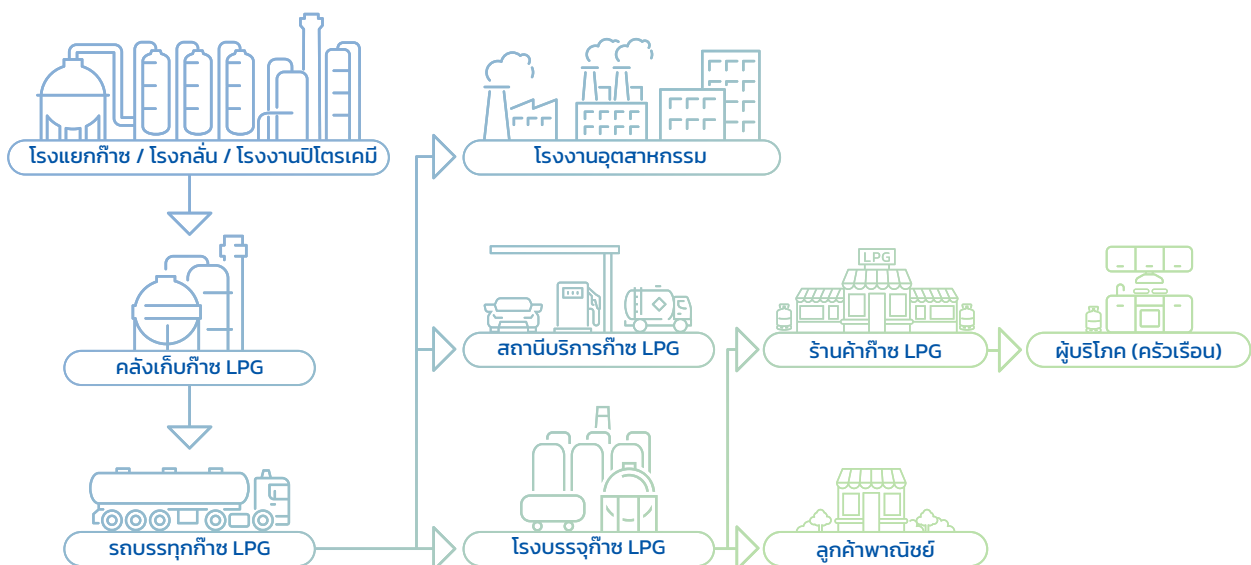 โรงแยกก๊าซ / โรงกลั่น / โรงงานปิโตรเคมี
โรงงานอุตสาหกรรม
คลังเก็บก๊าซ LPG
สถานีบริการก๊าซ LPG
LPG
ร้านค้าก๊าซ LPG
ผู้บริโภค (ครัวเรือน)
รถบรรทุกก๊าซ LPG
โรงบรรจุก๊าซ LPG
ลูกค้าพาณิชย์